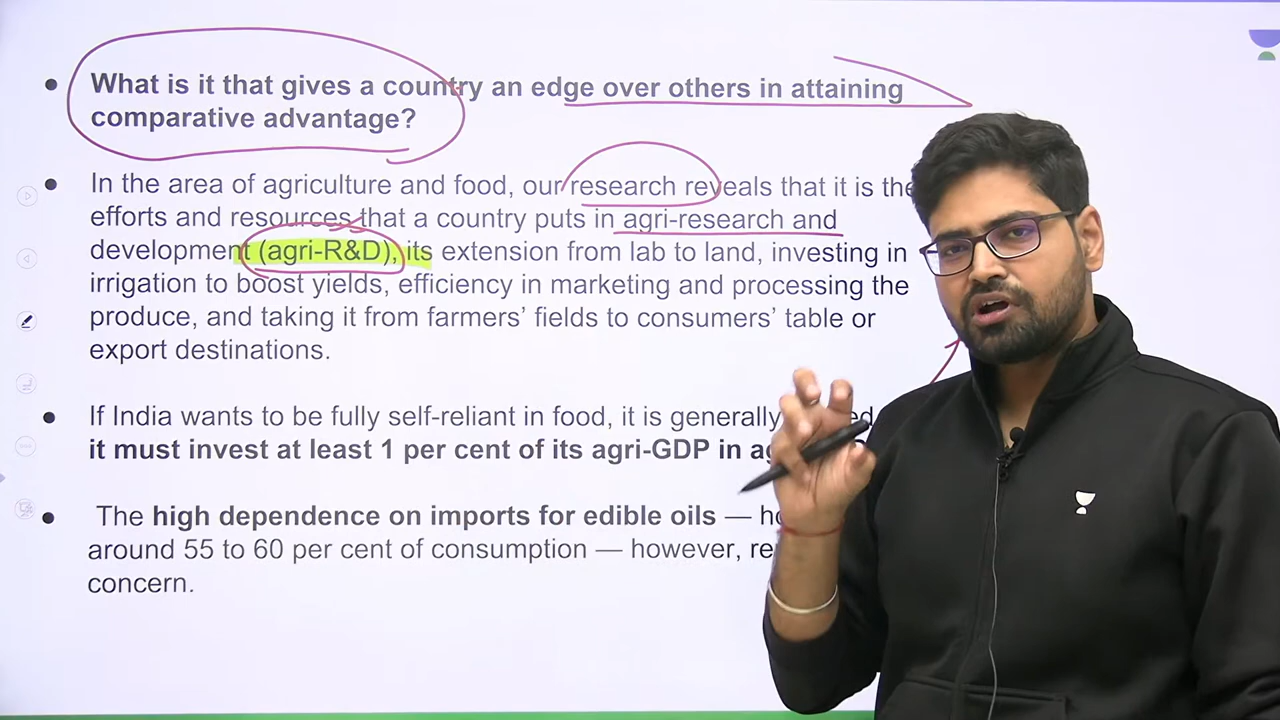 • What is it that gives a country an edge over others in attaining
comparative advantage?
• In the area of agriculture and food, our research reveals that it is the
efforts and resources that a country puts in agri-research and
development (agri-R&D), its extension from lab to land, investing in
irrigation to boost yields, efficiency in marketing and processing the
produce, and taking it from farmers’ fields to consumers’ table or
export destinations.
• If India wants to be fully self-reliant in food, it is generally
it must invest at least 1 per cent of its agri-GDP in
• The high dependence on imports for edible oils —
around 55 to 60 per cent of consumption — however,
concern.